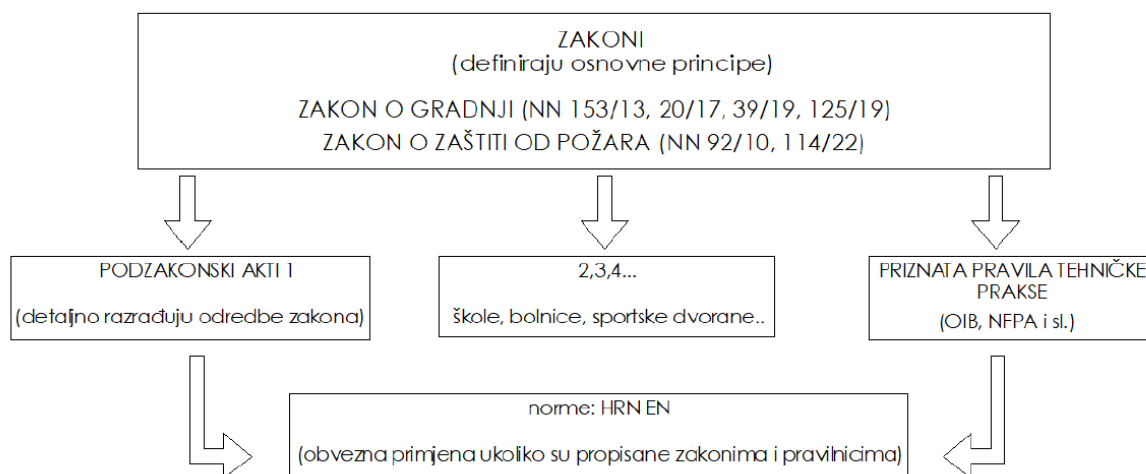 ZAKONI
(definiraju osnovne principe)
ZAKON O GRADNJI (NN 153/13, 20/17, 39/19, 125/19)
ZAKON O ZAŠTITI OD POŽARA (NN 92/10, 114/22)
PODZAKONSKI AKTI 1
(detaljno razrađuju odredbe zakona)
2,3,4...
škole, bolnice, sportske dvorane..
PRIZNATA PRAVILA TEHNIČKE
PRAKSE
(OIB, NFPA i sl.)
norme: HRN EN
(obvezna primjena ukoliko su propisane zakonima i pravilnicima)